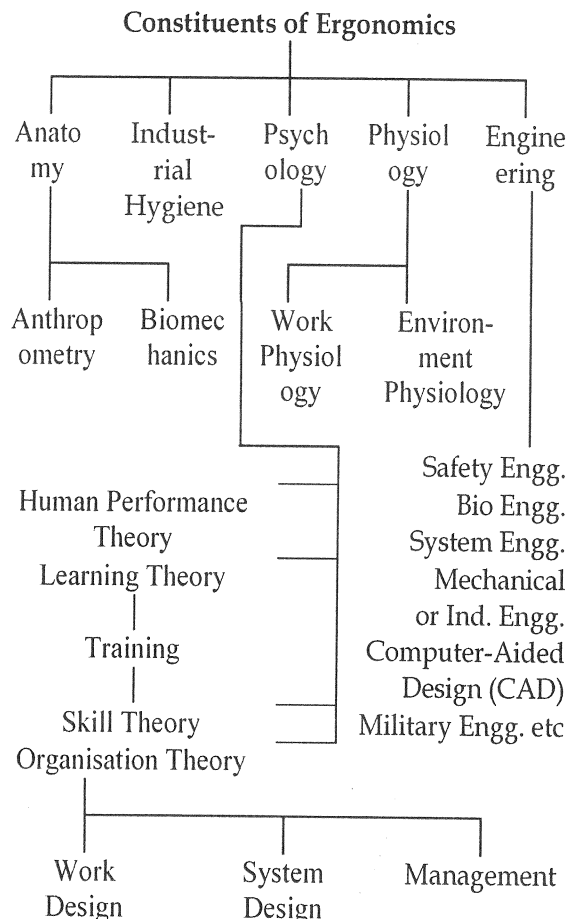 Constituents of Ergonomics
Anato
my
Indust-
rial
Hygiene
Psych
ology
Physiol
ogy
Engine
ering
Anthrop
ometry
Biomec
hanics
Work
Physiol
ogy
Environ-
ment
Physiology
Human Performance
Theory
Learning Theory
Training
Skill Theory
Organisation Theory
Safety Engg.
Bio Engg.
System Engg.
Mechanical
or Ind. Engg.
Computer-Aided
Design (CAD)
Military Engg. etc
Work
Design
System
Design
Management